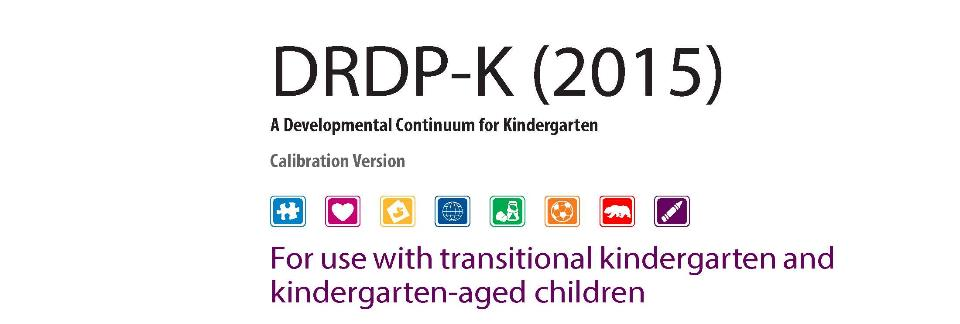 DRDP-K (2015)
A Developmental Continuum for Kindergarten
Calibration Version
For use with transitional kindergarten and
kindergarten-aged children